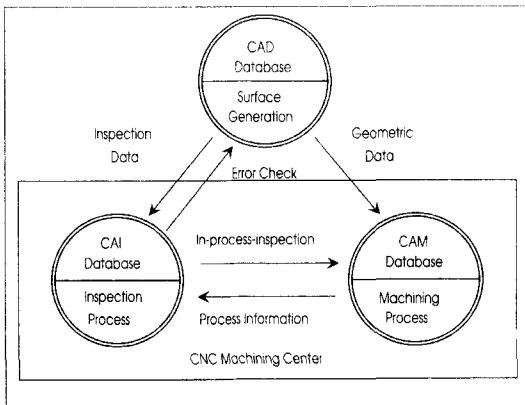 CAD
Database
Surface
Generation
Inspection
Data
Geometric
Data
Error Check
CAI
Database
Inspection
Process
In-process-inspection
Process Information
CAM
Database
Machining
Process
CNC Machining Center